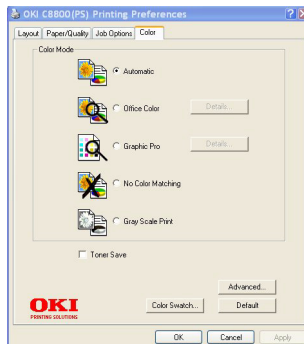 OKI C8800(PS) Printing Preferences
Layout Paper/Quality Job Options Color
Color Mode
Automatic
Office Color Details...
Graphic Pro Details...
No Color Matching
Gray Scale Print
Toner Save
Advanced...
OKI
PRINTING SOLUTIONS
Color Swatch... Default
OK Cancel Apply